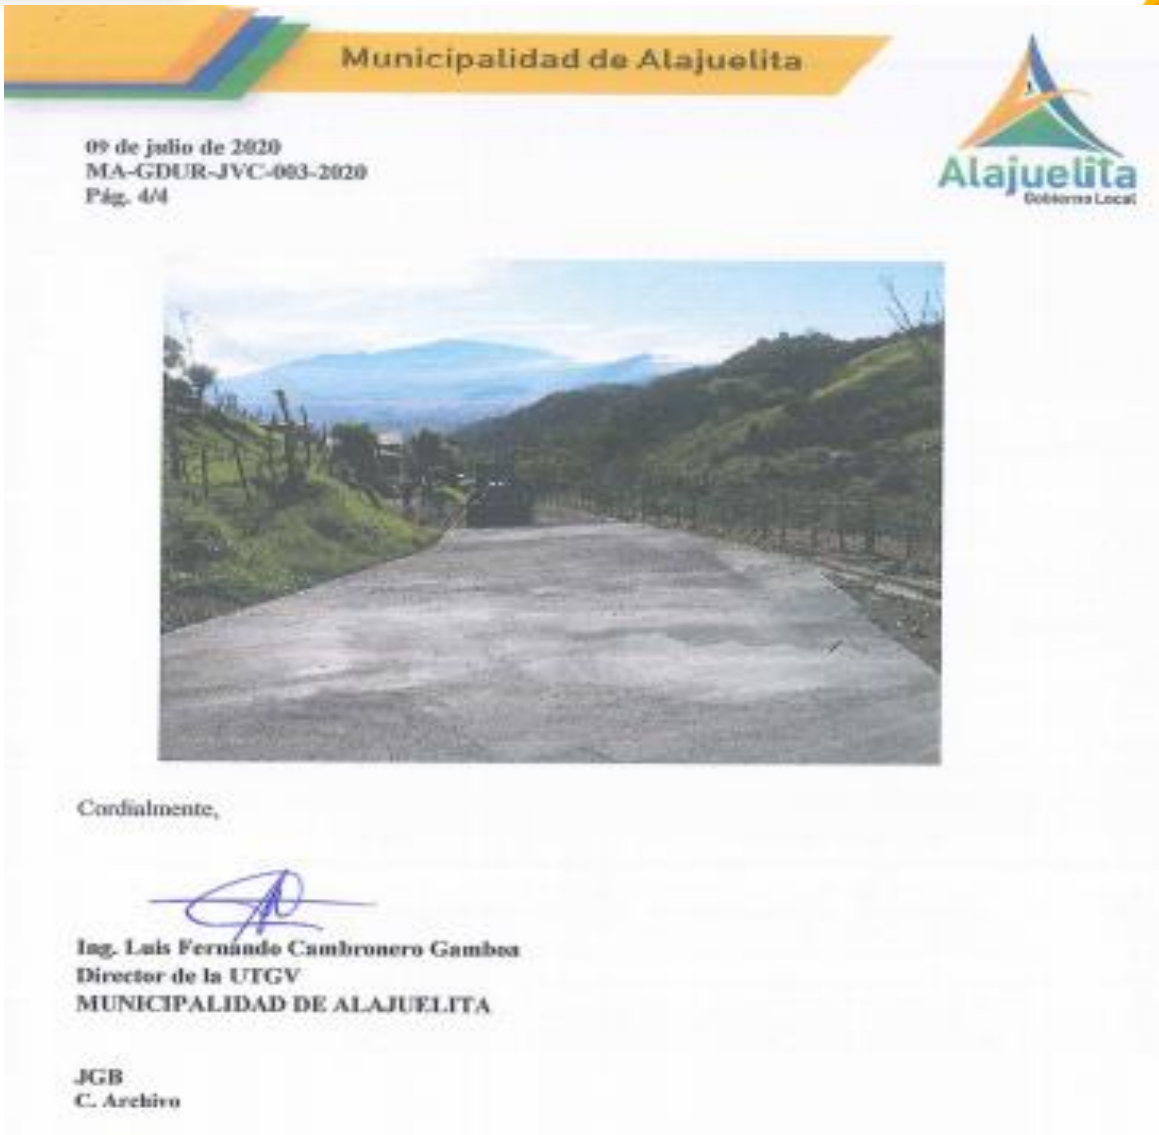 Municipalidad de Alajuelita
09 de julio de 2020
MA-GDUR-JVC-003-2020
Pág. 4/4
Alajuelita
Gobierno Local
Cordialmente,
Ing. Luis Fernándo Cambronero Gamboa
Director de la UTGV
MUNICIPALIDAD DE ALAJUELITA
JGB
C. Archivo